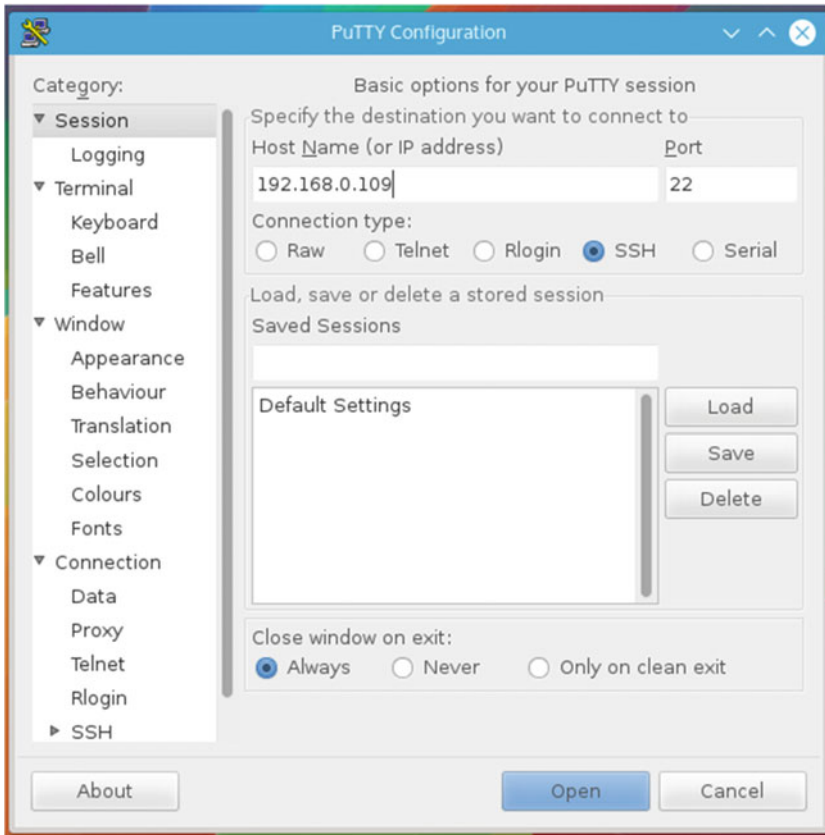 PuTTY Configuration
Category:
Session
Logging
Terminal
Keyboard
Bell
Features
Window
Appearance
Behaviour
Translation
Selection
Colours
Fonts
Connection
Data
Proxy
Telnet
Rlogin
SSH
Basic options for your PuTTY session
Specify the destination you want to connect to
Host Name (or IP address) Port
192.168.0.109 22
Connection type:
Raw Telnet Rlogin SSH Serial
Load, save or delete a stored session
Saved Sessions
Default Settings
Load
Save
Delete
Close window on exit:
Always Never Only on clean exit
About Open Cancel